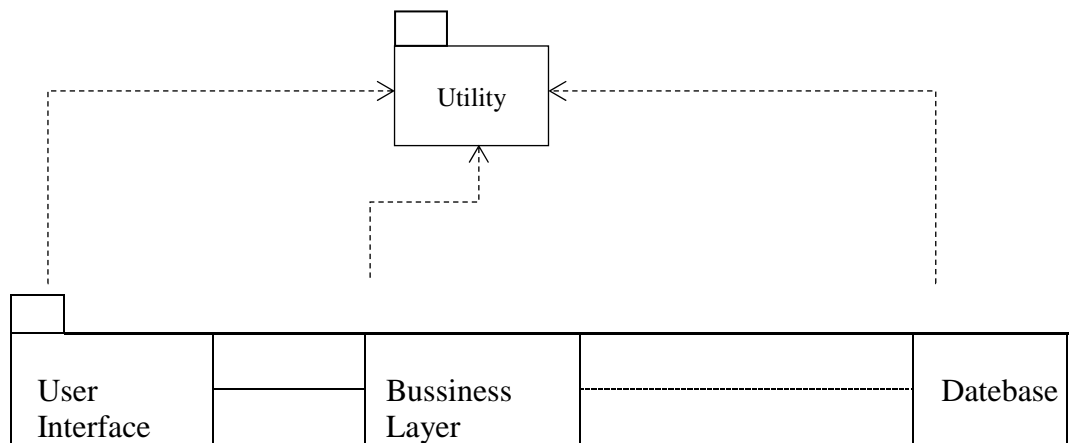 Utility
User
Interface
Bussiness
Layer
Datebase